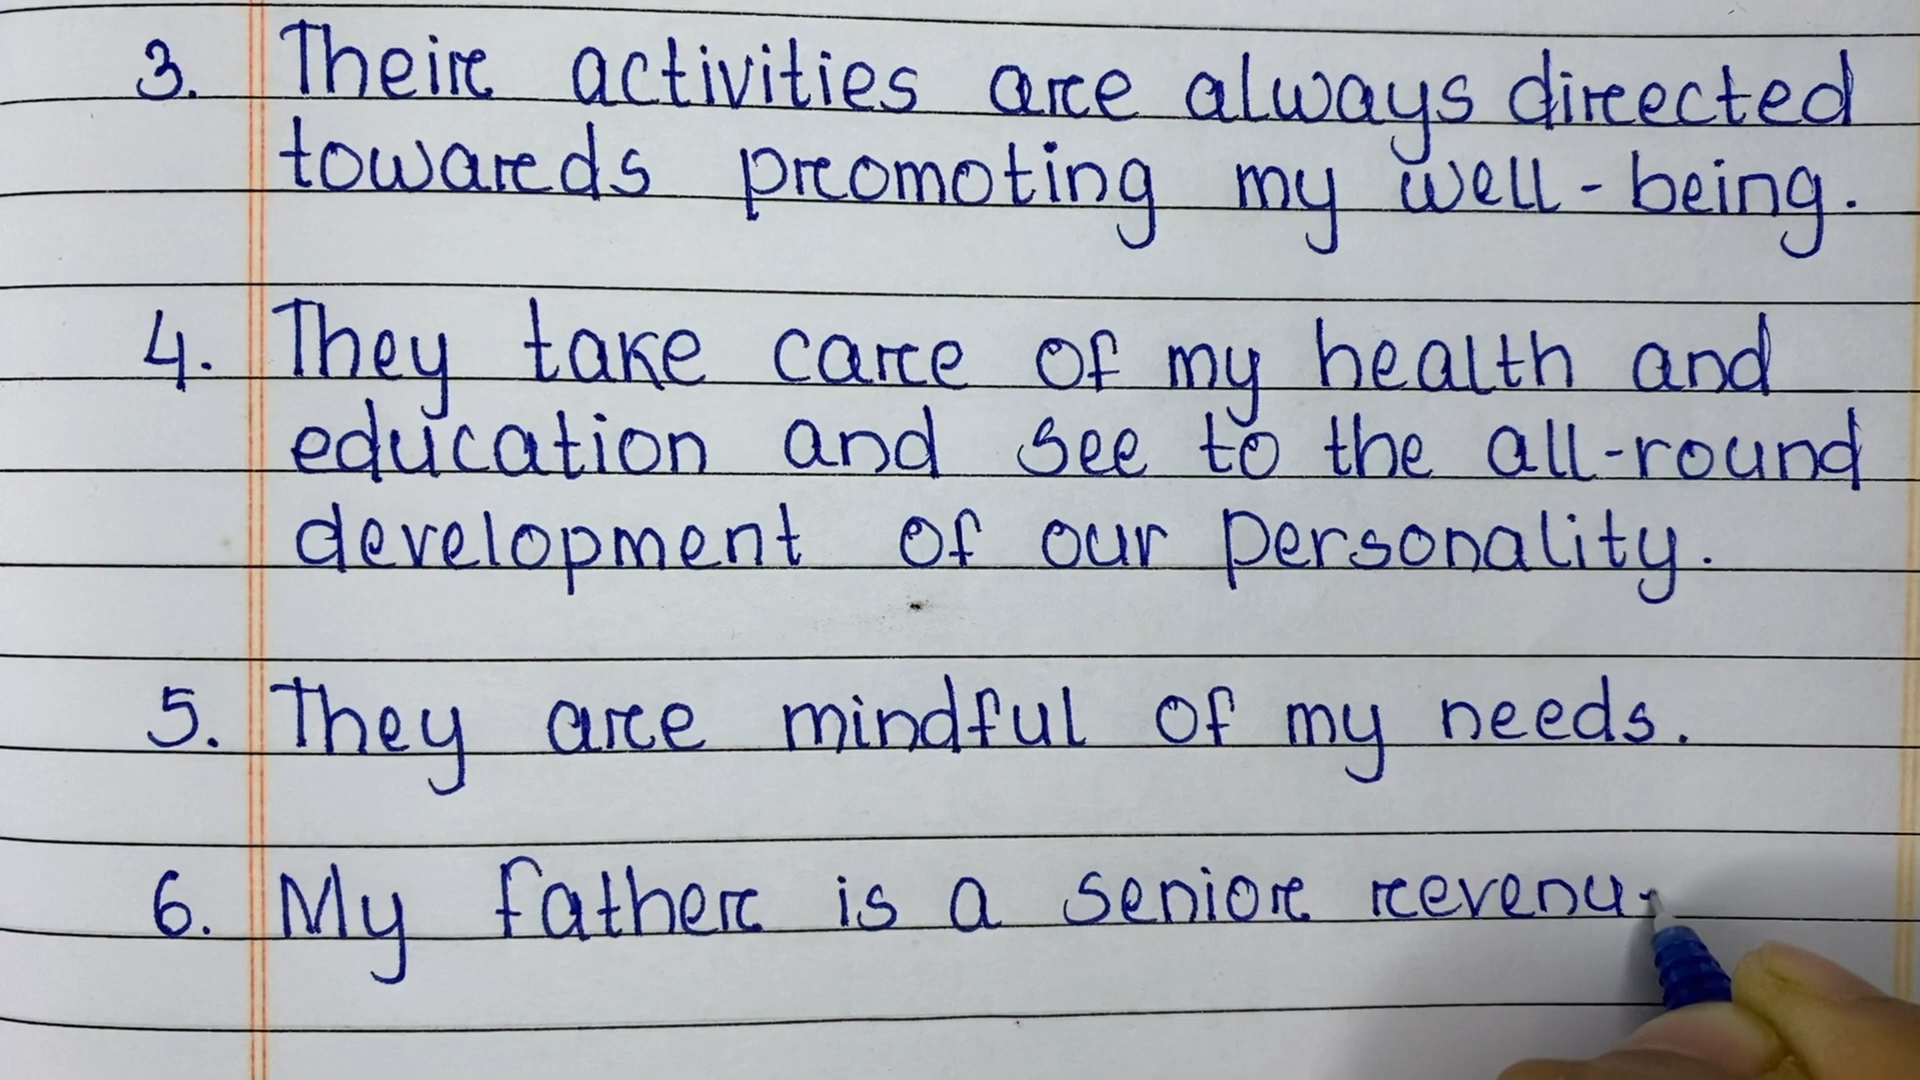 3. Their activities are always directed
towards promoting my well-being.
4. They take care of my health and
education and see to the all-round
development of our personality.
5. They are mindful of my needs.
6. My father is a senior revenu